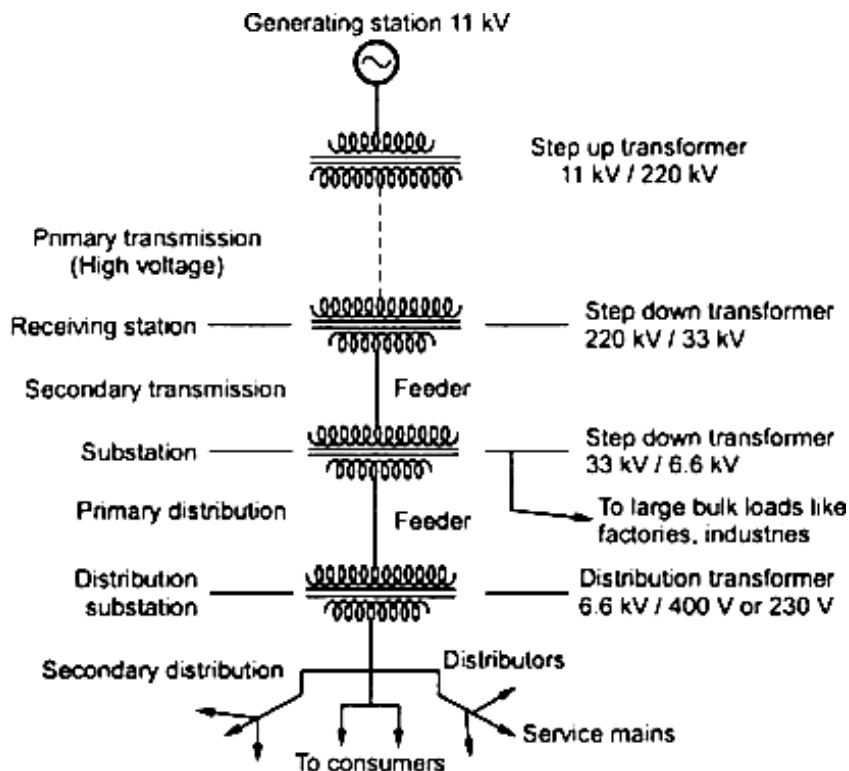 Generating station 11 kV
Step up transformer
11 kV / 220 kV
Primary transmission
(High voltage)
Receiving station
Step down transformer
220 kV / 33 kV
Secondary transmission
Feeder
Substation
Step down transformer
33 kV / 6.6 kV
Primary distribution
Feeder
To large bulk loads like
factories, industries
Distribution
substation
Distribution transformer
6.6 kV / 400 V or 230 V
Secondary distribution
Distributors
Service mains
To consumers